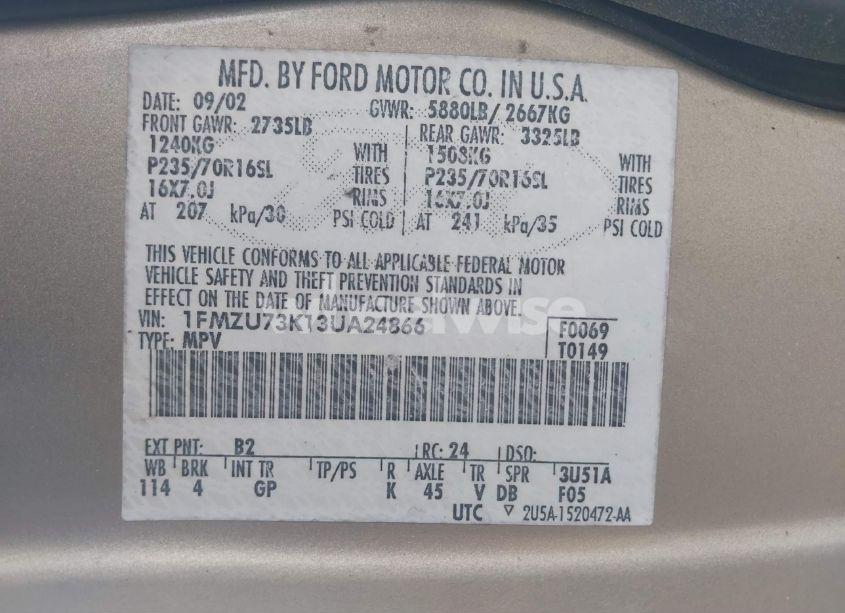 MFD. BY FORD MOTOR CO. IN U.S.A.
DATE: 09/02 GVWR: 5880LB/ 2667KG
FRONT GAWR: 2735LB REAR GAWR: 3325LB
1240KG WITH 1508KG WITH
P235/70R16SL TIRES P235/70R16SL TIRES
16X7.0J RIMS 16X7.0J RIMS
AT 207 kPa/30 PSI COLD AT 241 kPa/35 PSI COLD
THIS VEHICLE CONFORMS TO ALL APPLICABLE FEDERAL MOTOR
VEHICLE SAFETY AND THEFT PREVENTION STANDARDS IN
EFFECT ON THE DATE OF MANUFACTURE SHOWN ABOVE.
VIN: 1FMZU73K13UA24866 F0069
TYPE: MPV T0149
EXT PNT: B2 RC: 24 DSO:
WB BRK INT TR TP/PS R AXLE TR SPR 3U51A
114 4 GP K 45 V DB F05
UTC ▽ 2U5A-1520472-AA